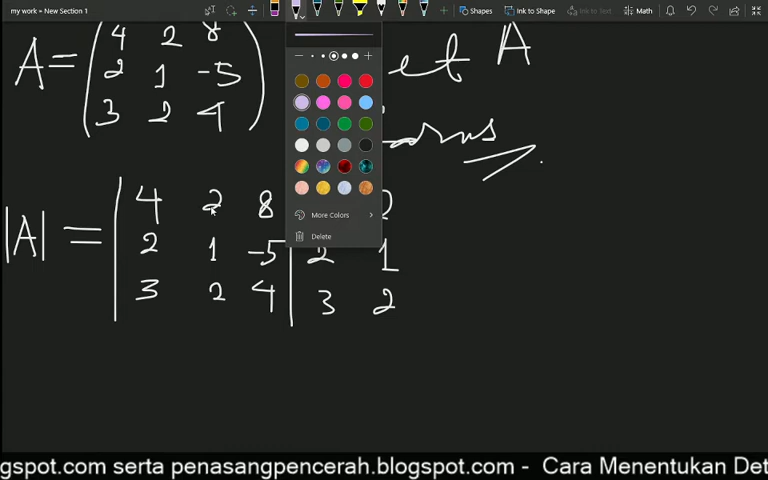 my work » New Section 1
Shapes
Ink to Shape
Ink to Text
Math
4 2 8
A = 2 1 -5
3 2 4
et A
More Colors
Delete
4 2 8 2
|A| = 2 1 -5 2 1
3 2 4 3 2
gspot.com serta penasangpencerah.blogspot.com - Cara Menentukan Det